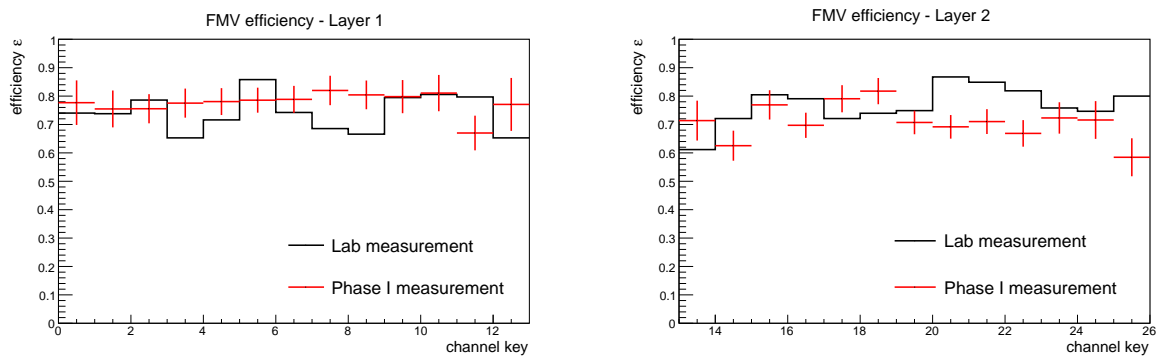 FMV efficiency - Layer 1
efficiency ε
1
0.9
0.8
0.7
0.6
0.5
0.4
0.3
0.2
0.1
0
Lab measurement
Phase I measurement
0 2 4 6 8 10 12
channel key
FMV efficiency - Layer 2
efficiency ε
1
0.9
0.8
0.7
0.6
0.5
0.4
0.3
0.2
0.1
0
Lab measurement
Phase I measurement
14 16 18 20 22 24 26
channel key